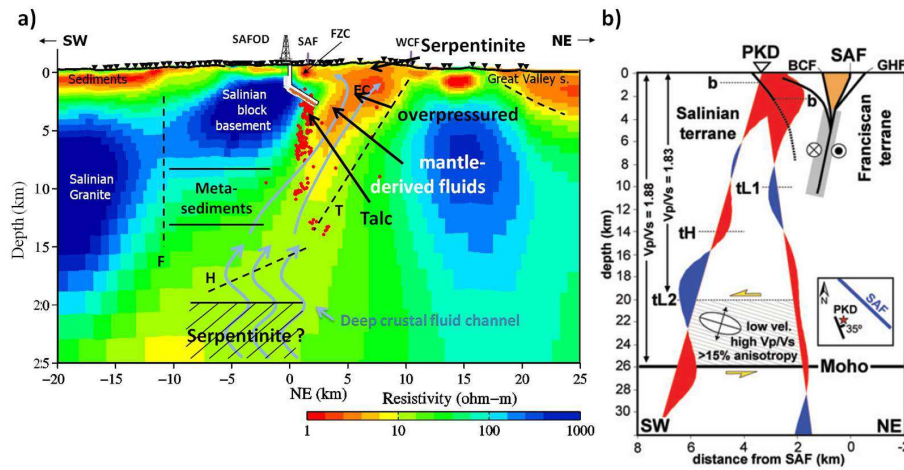 a)
SW
SAFOD
SAF
FZC
WCF
Serpentinite
NE
Sediments
Great Valley s.
Salinian
block
basement
EC
overpressured
mantle-
derived fluids
Salinian
Granite
Meta-
sediments
Talc
T
F
H
Serpentinite ?
Deep crustal fluid channel
Depth (km)
0
5
10
15
20
25
-20 -15 -10 -5 0 5 10 15 20 25
NE (km)
Resistivity (ohm-m)
1 10 100 1000
b)
PKD
BCF
SAF
GHF
b
b
Salinian
terrane
Franciscan
terrane
Vp/Vs = 1.88
Vp/Vs = 1.83
tL1
tH
tL2
low vel.
high Vp/Vs
>15% anisotropy
N
PKD
35°
SAF
Moho
SW
NE
depth (km)
0
2
4
6
8
10
12
14
16
18
20
22
24
26
28
30
8 6 4 2 0 -2
distance from SAF (km)